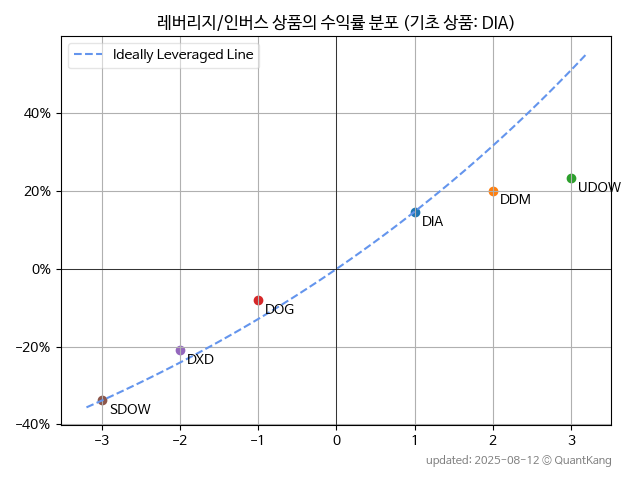 레버리지/인버스 상품의 수익률 분포 (기초 상품: DIA)
Ideally Leveraged Line
40%
20%
0%
−20%
−40%
UDOW
DDM
DIA
DOG
DXD
SDOW
−3 −2 −1 0 1 2 3
updated: 2025-08-12 © QuantKang